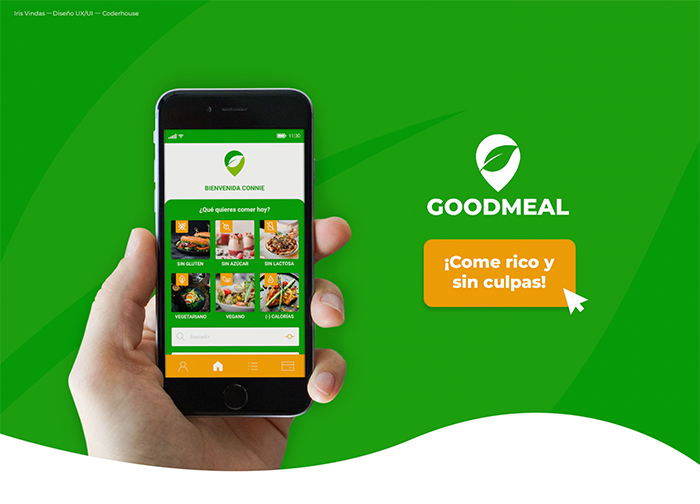 Iris Vindas — Diseño UX/UI — Coderhouse
11:30
BIENVENIDA CONNIE
¿Qué quieres comer hoy?
SIN GLUTEN
SIN AZÚCAR
SIN LACTOSA
VEGETARIANO
VEGANO
(-) CALORÍAS
GOODMEAL
¡Come rico y
sin culpas!